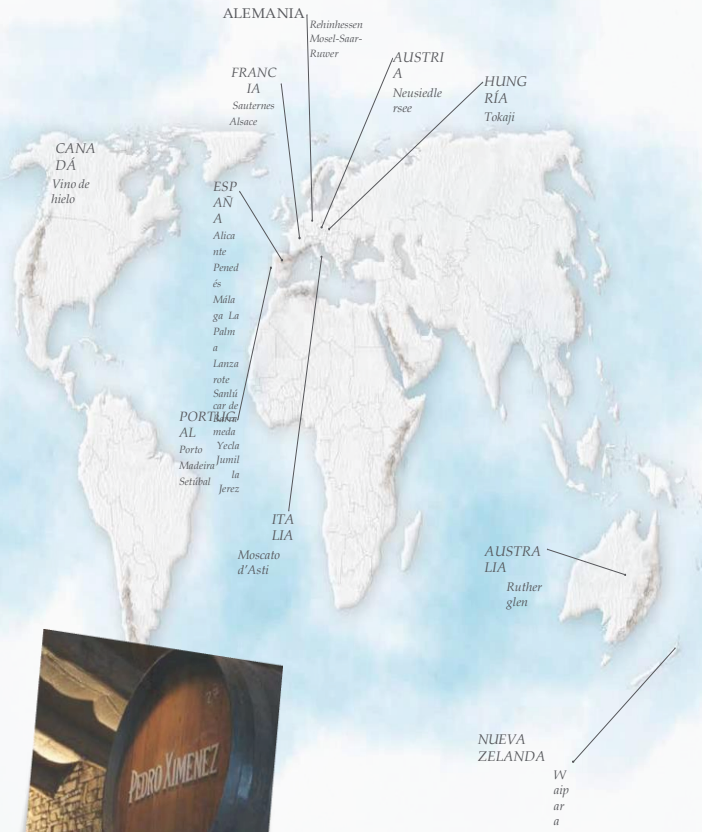 ALEMANIA
Rehinhessen
Mosel-Saar-
Ruwer
FRANC
IA
Sauternes
Alsace
AUSTRI
A
Neusiedle
rsee
HUNG
RÍA
Tokaji
CANA
DÁ
Vino de
hielo
ESP
AÑ
A
Alica
nte
Pened
és
Mála
ga La
Palm
a
Lanza
rote
Sanlú
car de
Barra
meda
Yecla
Jumil
la
Jerez
PORTUG
AL
Porto
Madeira
Setúbal
ITA
LIA
Moscato
d'Asti
AUSTRA
LIA
Ruther
glen
NUEVA
ZELANDA
W
aip
ar
a
PEDRO XIMENEZ